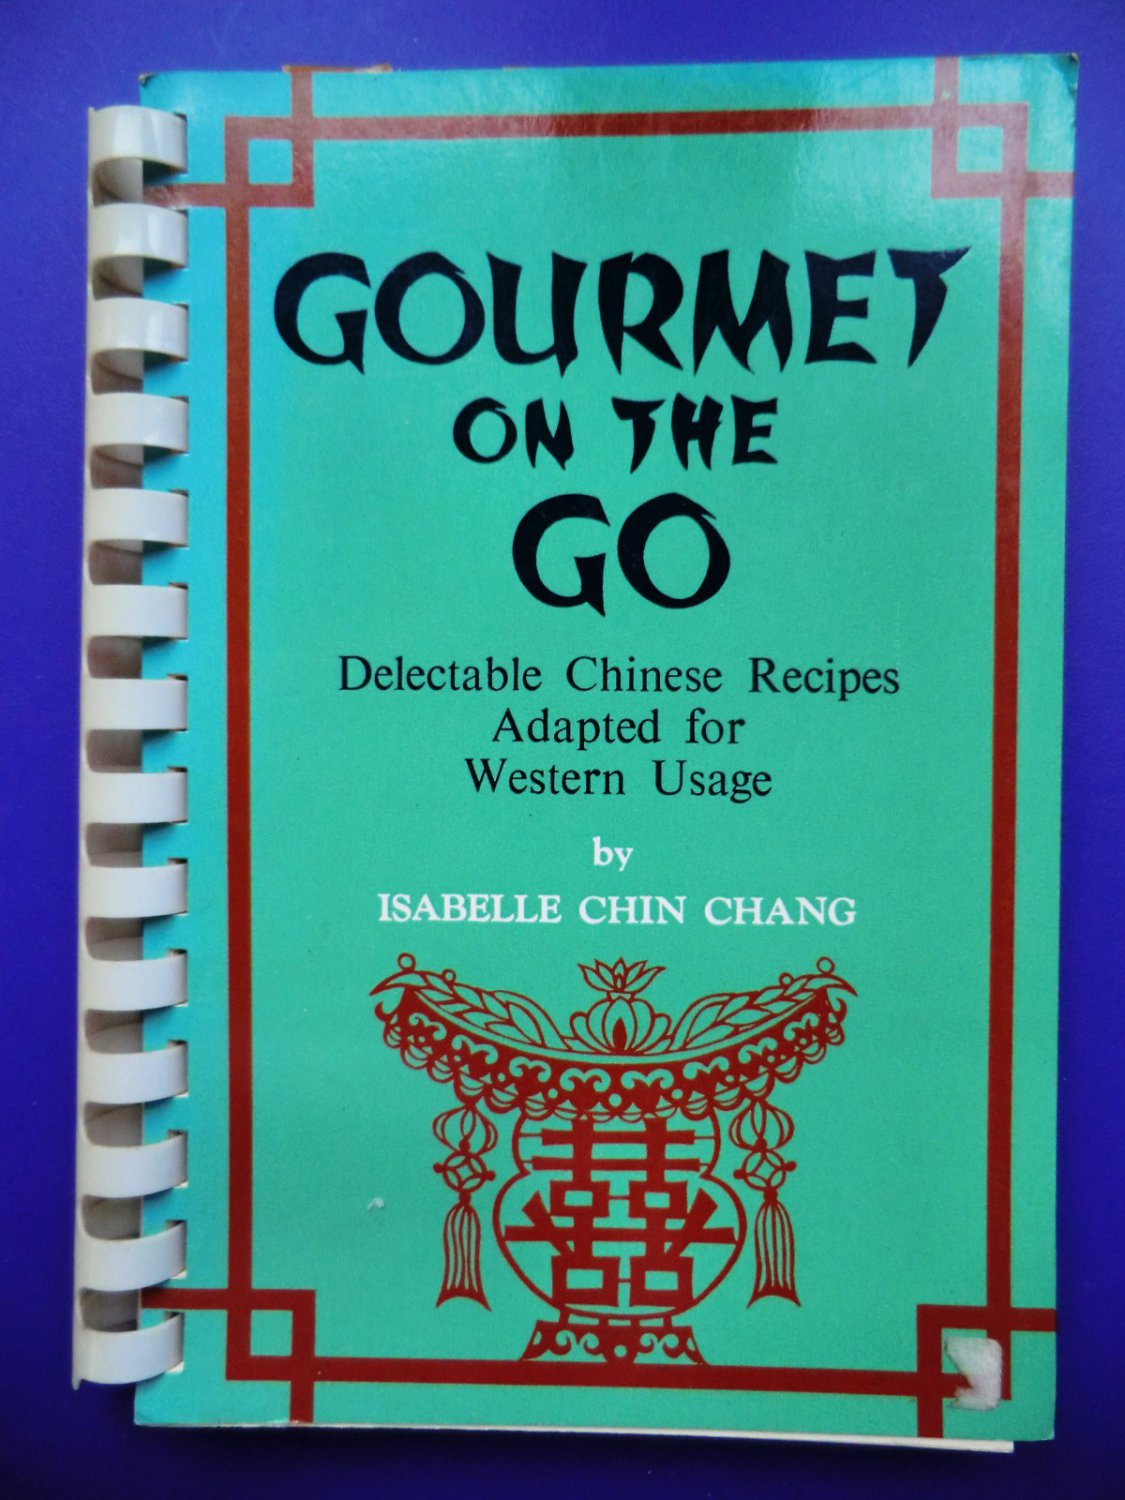 GOURMET
ON THE
GO
Delectable Chinese Recipes
Adapted for
Western Usage
by
ISABELLE CHIN CHANG
囍